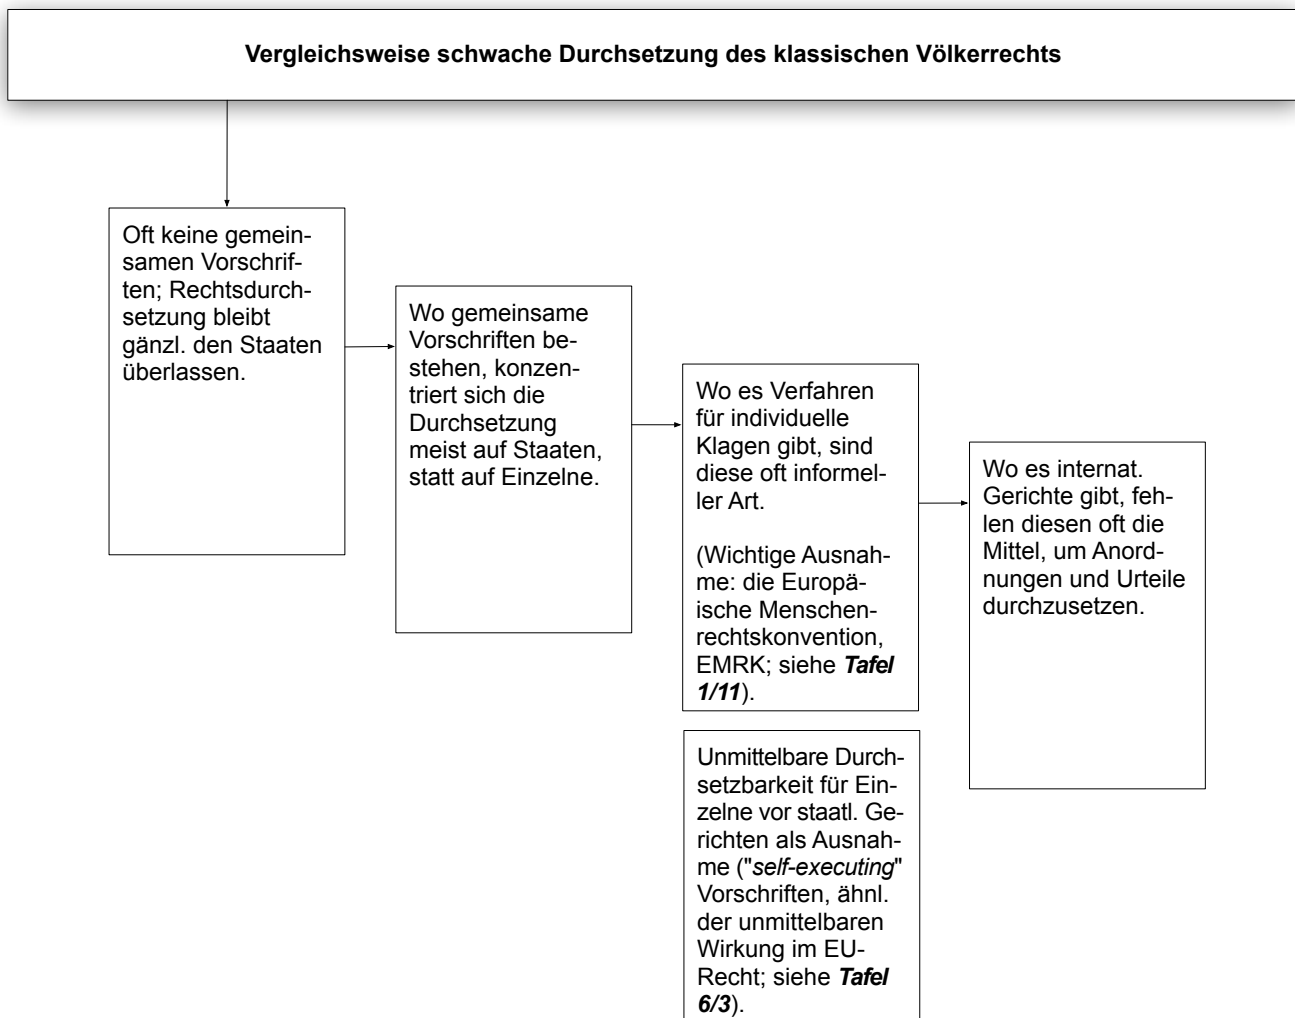 Vergleichsweise schwache Durchsetzung des klassischen Völkerrechts
Oft keine gemein-
samen Vorschrif-
ten; Rechtsdurch-
setzung bleibt
gänzl. den Staaten
überlassen.
Wo gemeinsame
Vorschriften be-
stehen, konzen-
triert sich die
Durchsetzung
meist auf Staaten,
statt auf Einzelne.
Wo es Verfahren
für individuelle
Klagen gibt, sind
diese oft informel-
ler Art.
(Wichtige Ausnah-
me: die Europä-
ische Menschen-
rechtskonvention,
EMRK; siehe Tafel
1/11).
Unmittelbare Durch-
setzbarkeit für Ein-
zelne vor staatl. Ge-
richten als Ausnah-
me ("self-executing"
Vorschriften, ähnl.
der unmittelbaren
Wirkung im EU-
Recht; siehe Tafel
6/3).
Wo es internat.
Gerichte gibt, feh-
len diesen oft die
Mittel, um Anord-
nungen und Urteile
durchzusetzen.